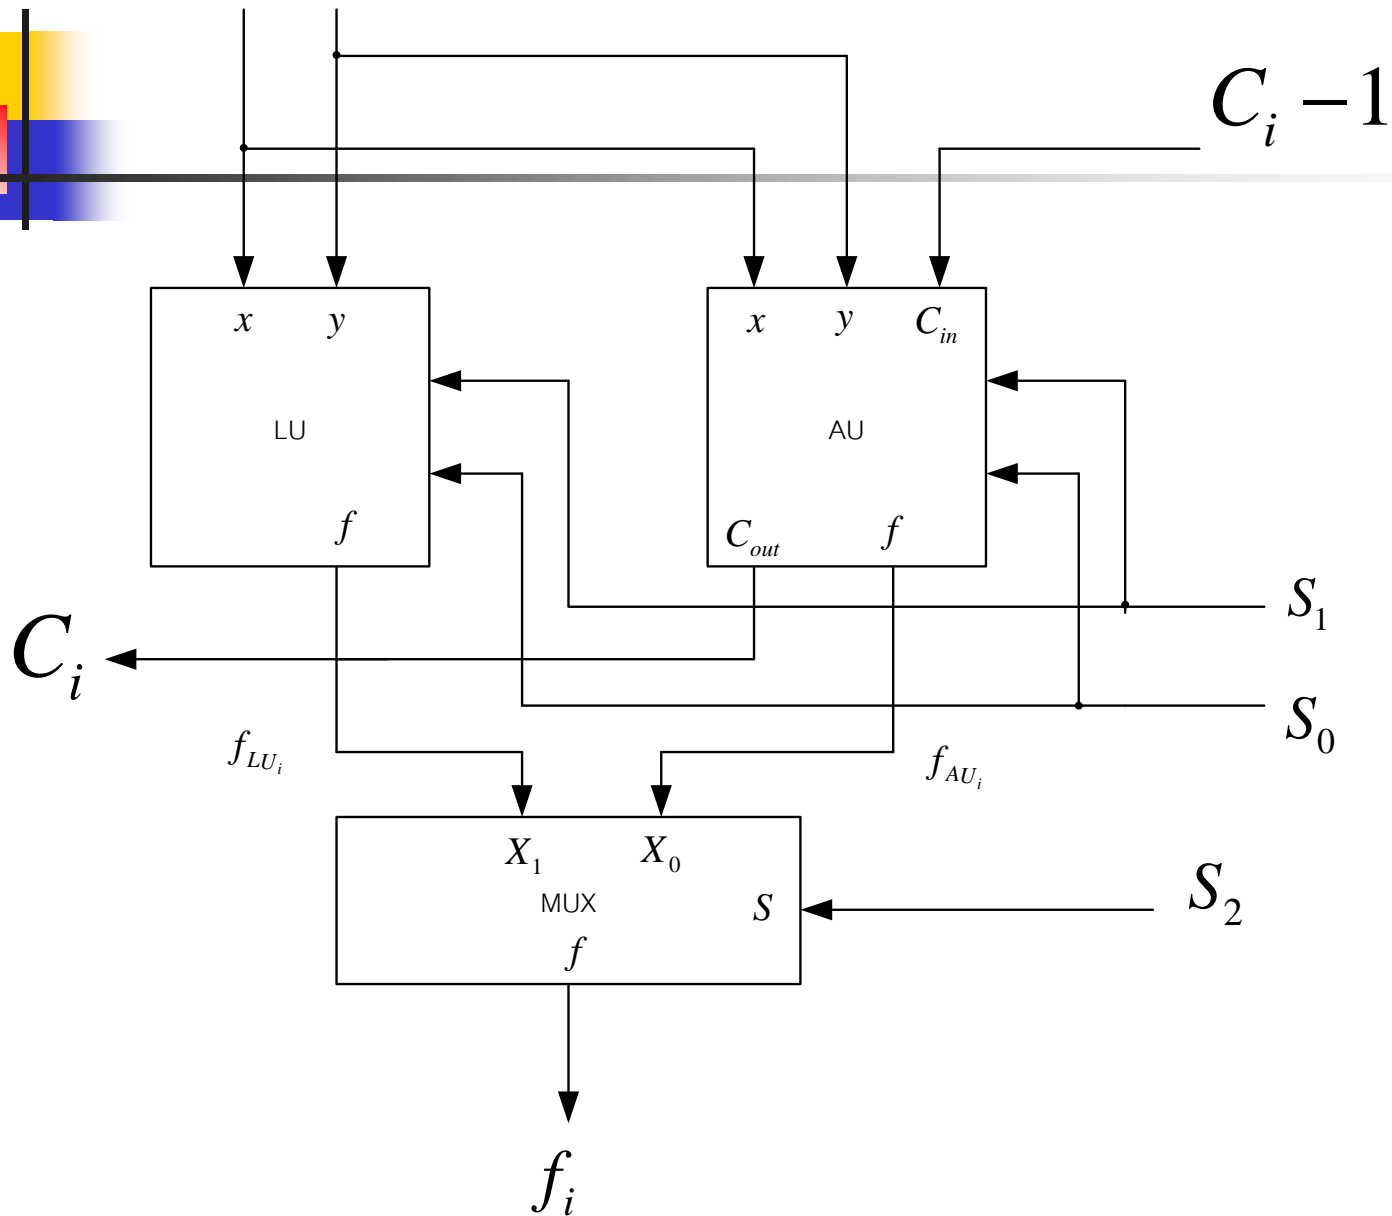 C_i −1
x y
x y C_in
LU
AU
f
C_out f
S_1
C_i
S_0
f_LU_i
f_AU_i
X_1 X_0
MUX S
S_2
f
f_i